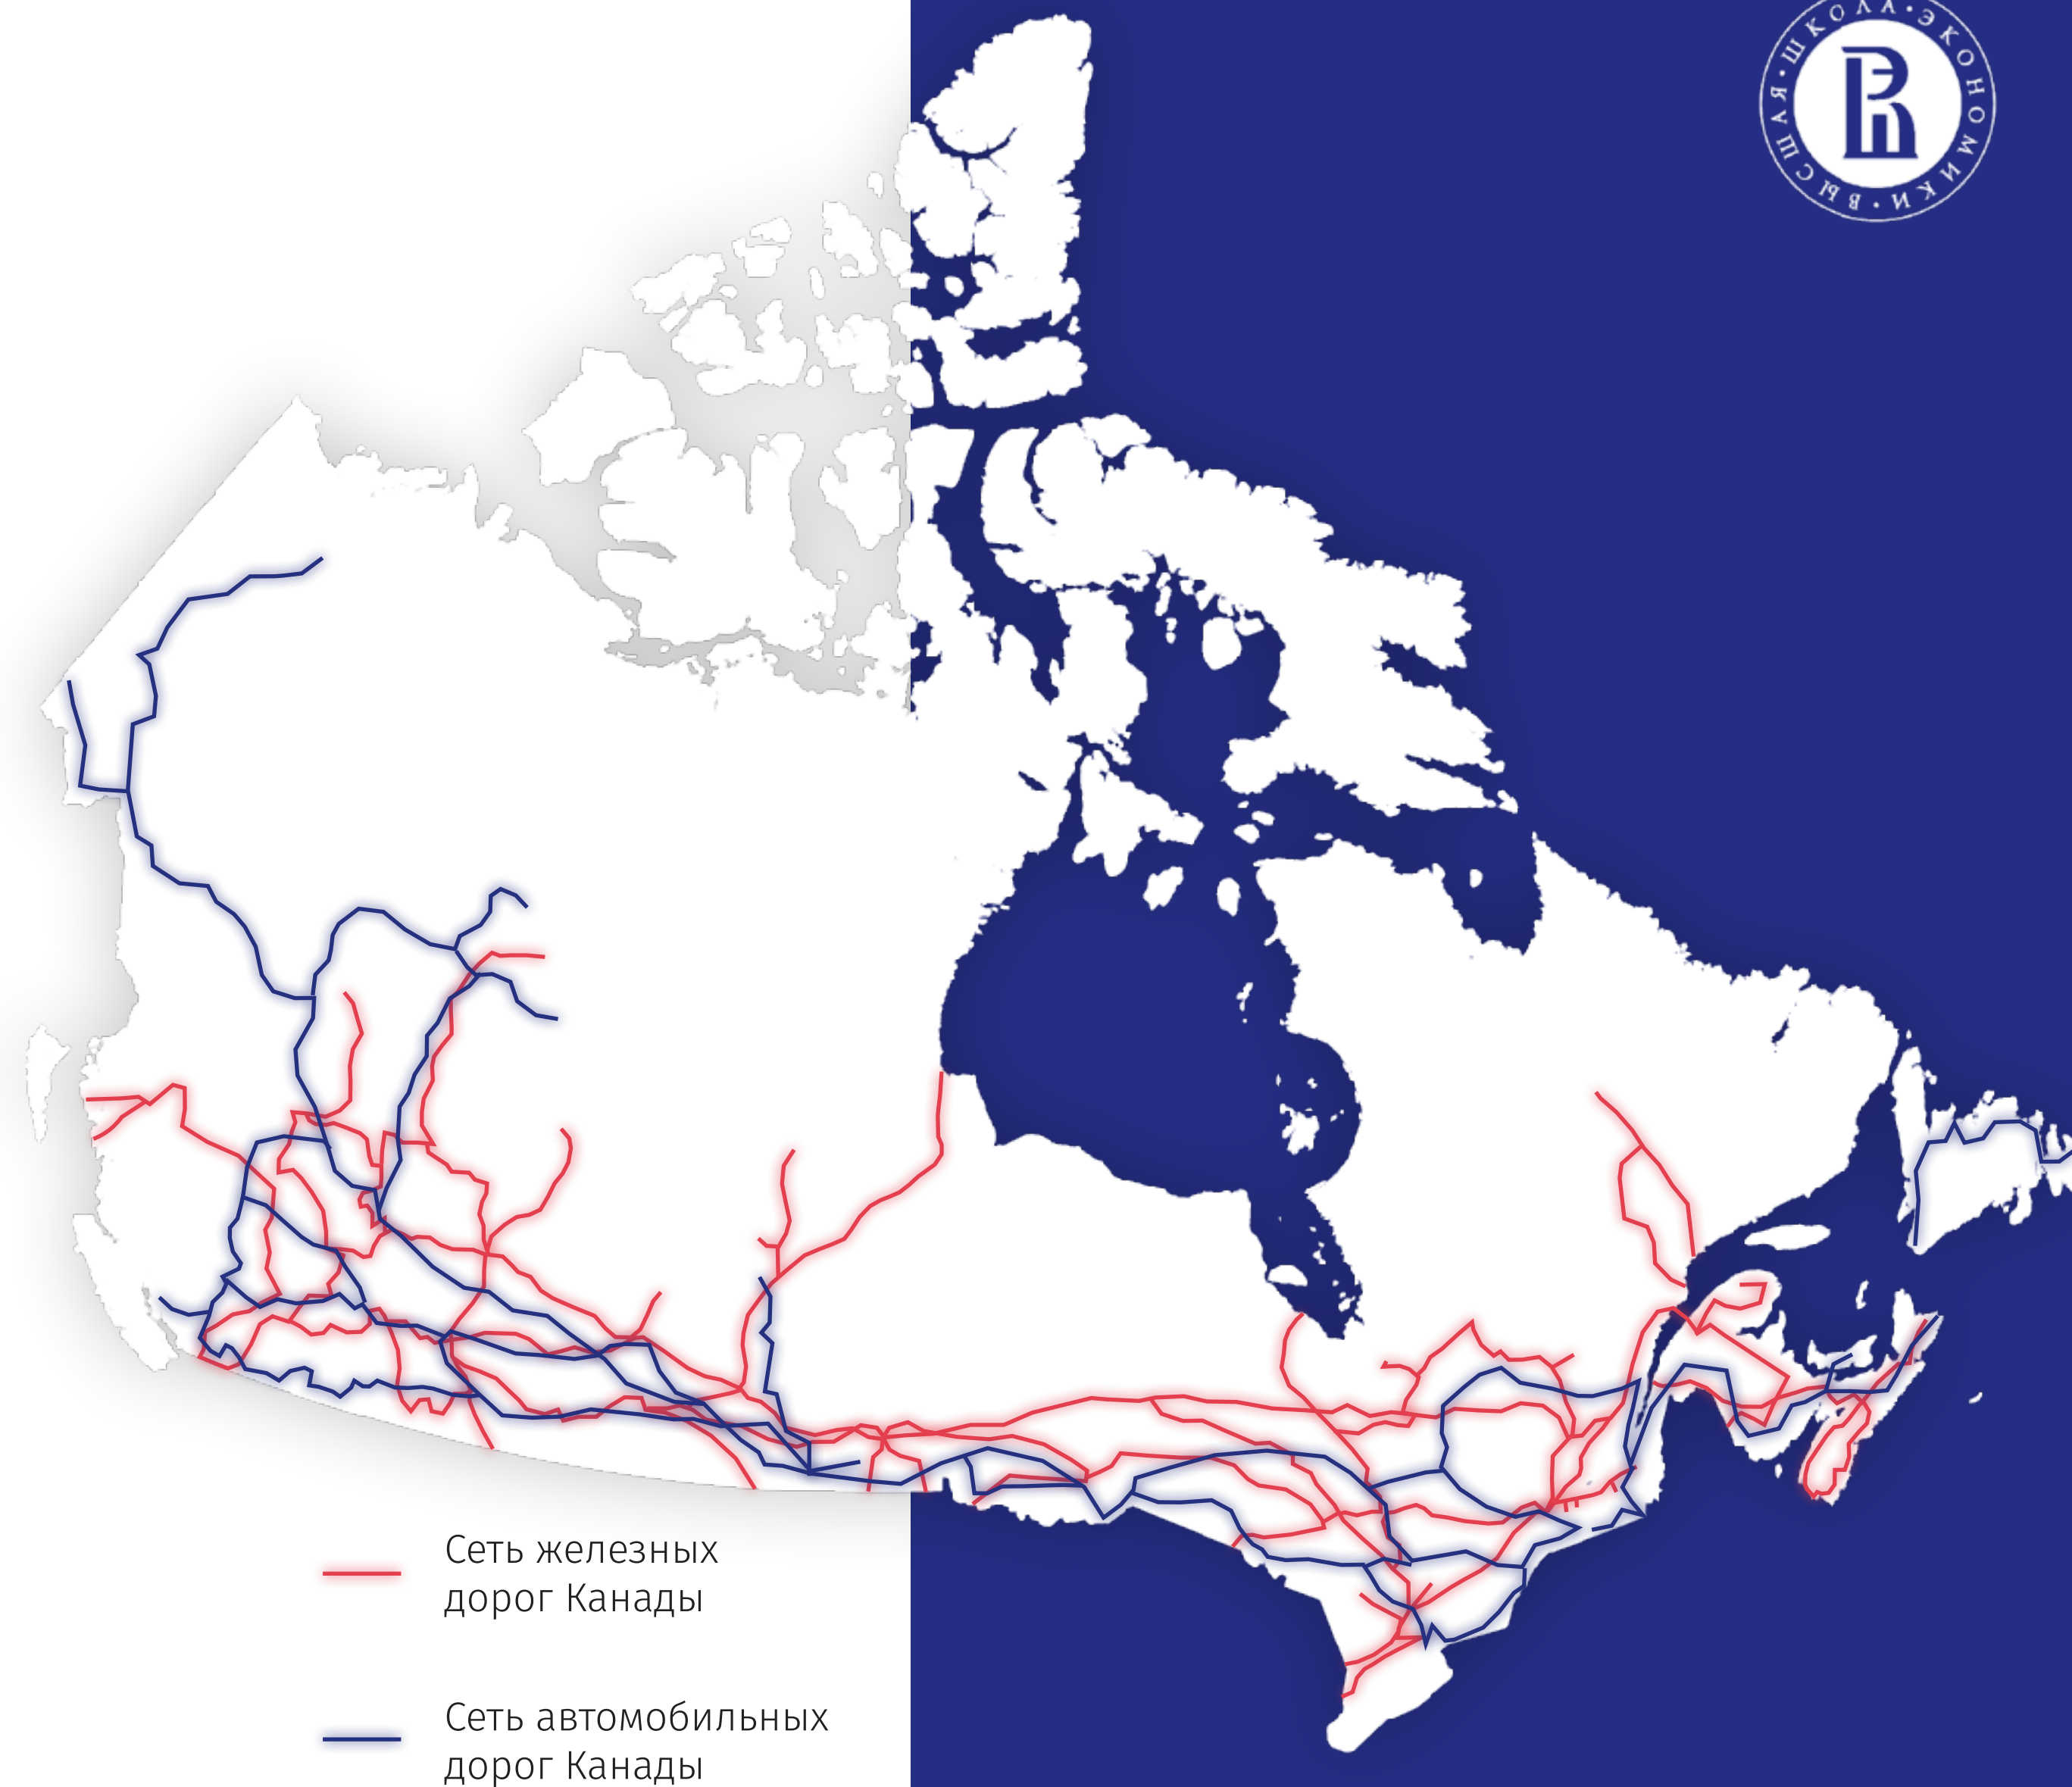 ВЫСШАЯ • ШКОЛА • ЭКОНОМИКИ •
Сеть железных
дорог Канады
Сеть автомобильных
дорог Канады